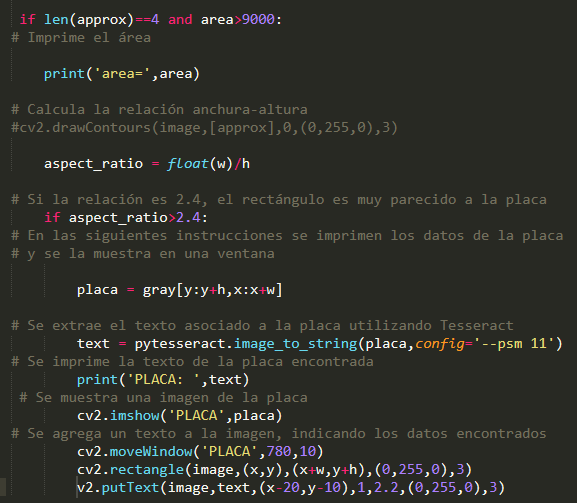 if len(approx)==4 and area>9000:
# Imprime el área
print('area=',area)
# Calcula la relación anchura-altura
#cv2.drawContours(image,[approx],0,(0,255,0),3)
aspect_ratio = float(w)/h
# Si la relación es 2.4, el rectángulo es muy parecido a la placa
if aspect_ratio>2.4:
# En las siguientes instrucciones se imprimen los datos de la placa
# y se la muestra en una ventana
placa = gray[y:y+h,x:x+w]
# Se extrae el texto asociado a la placa utilizando Tesseract
text = pytesseract.image_to_string(placa,config='--psm 11')
# Se imprime la texto de la placa encontrada
print('PLACA: ',text)
# Se muestra una imagen de la placa
cv2.imshow('PLACA',placa)
# Se agrega un texto a la imagen, indicando los datos encontrados
cv2.moveWindow('PLACA',780,10)
cv2.rectangle(image,(x,y),(x+w,y+h),(0,255,0),3)
v2.putText(image,text,(x-20,y-10),1,2.2,(0,255,0),3)